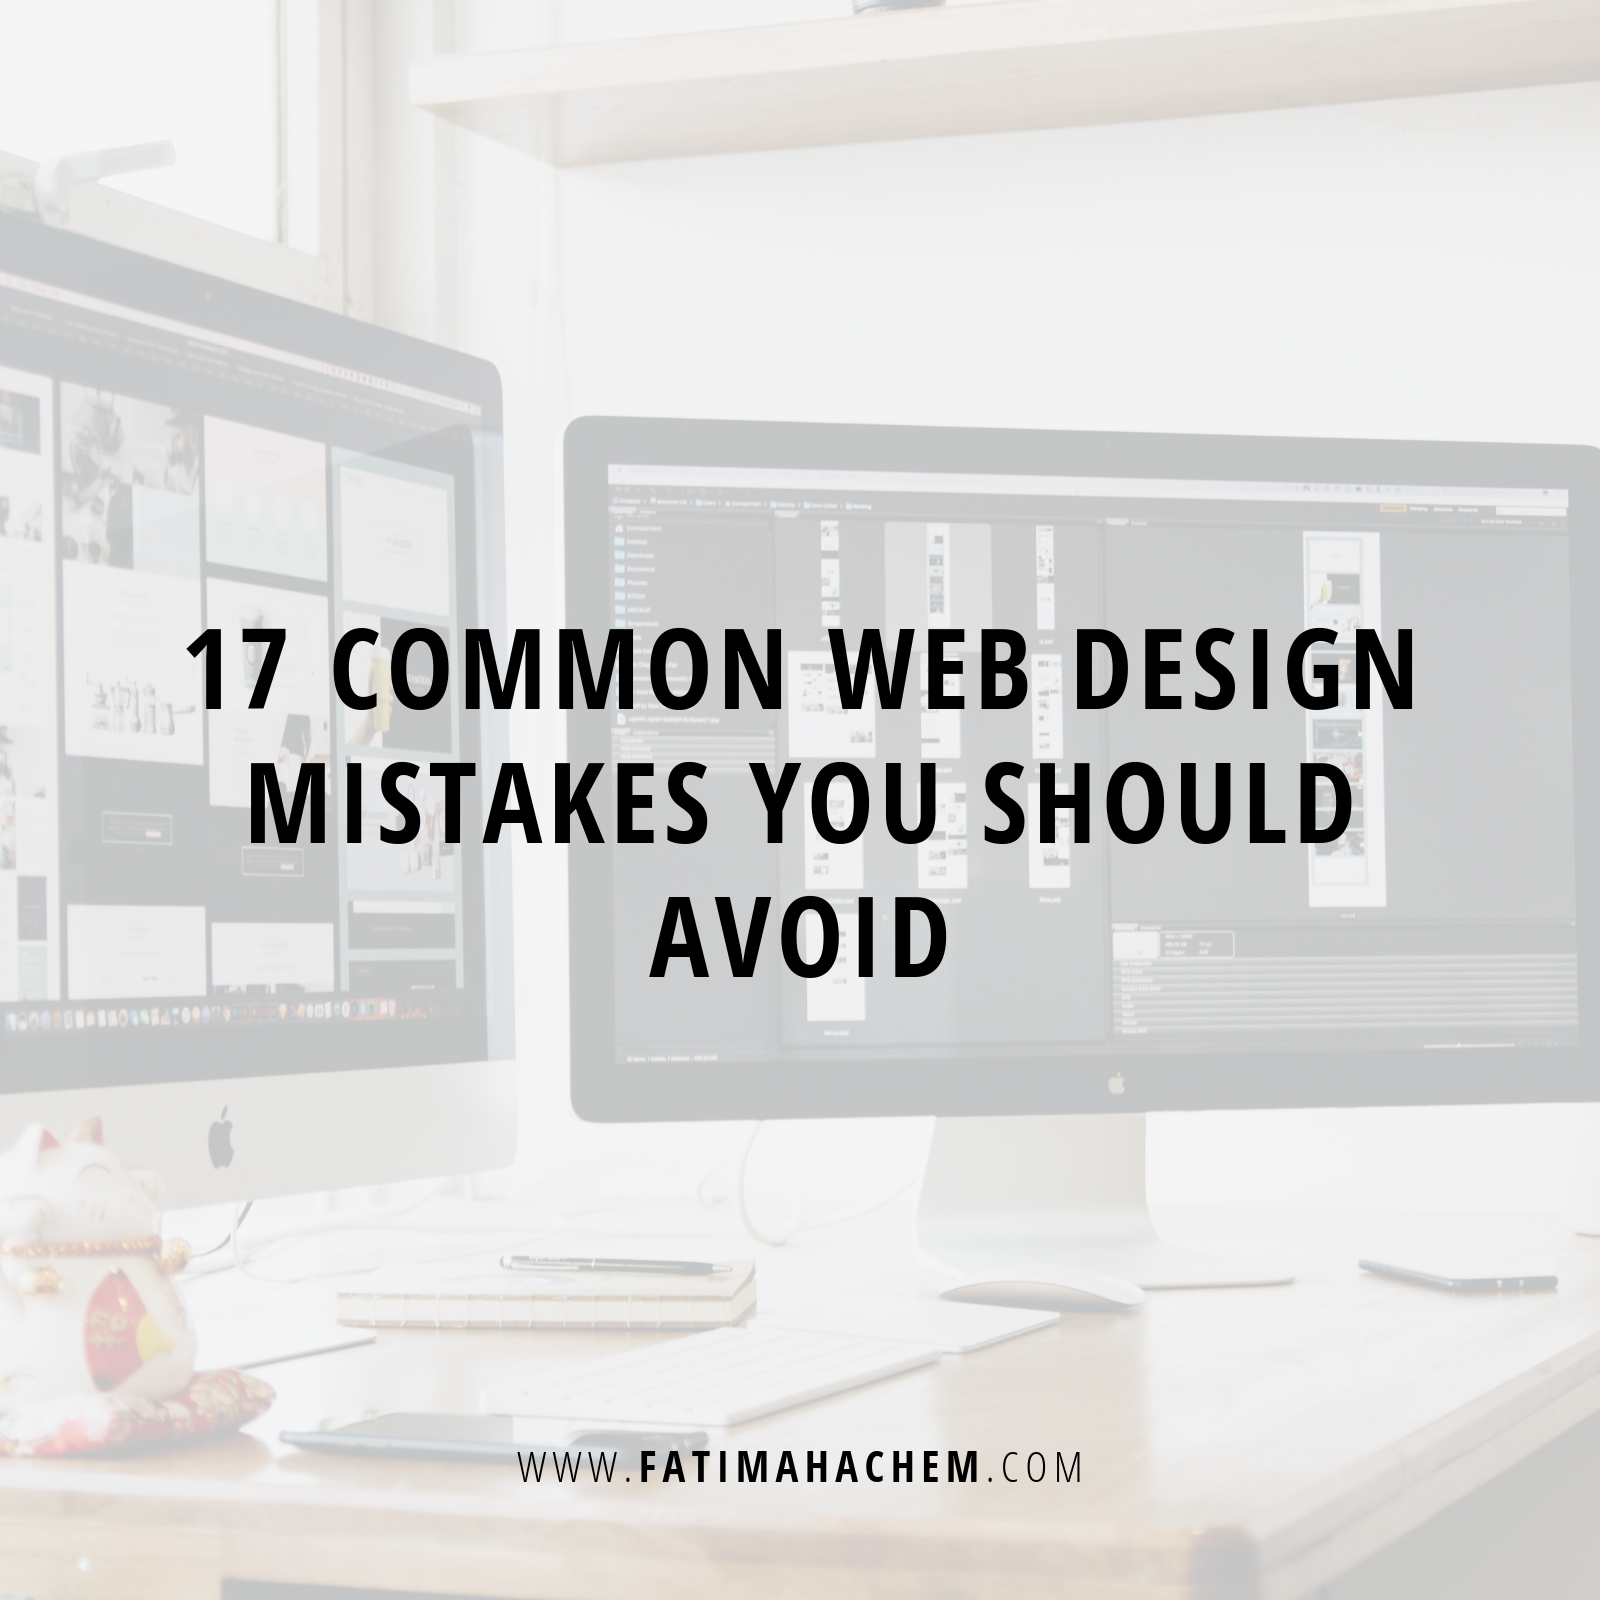 17 COMMON WEB DESIGN
MISTAKES YOU SHOULD
AVOID
WWW.FATIMAHACHEM.COM